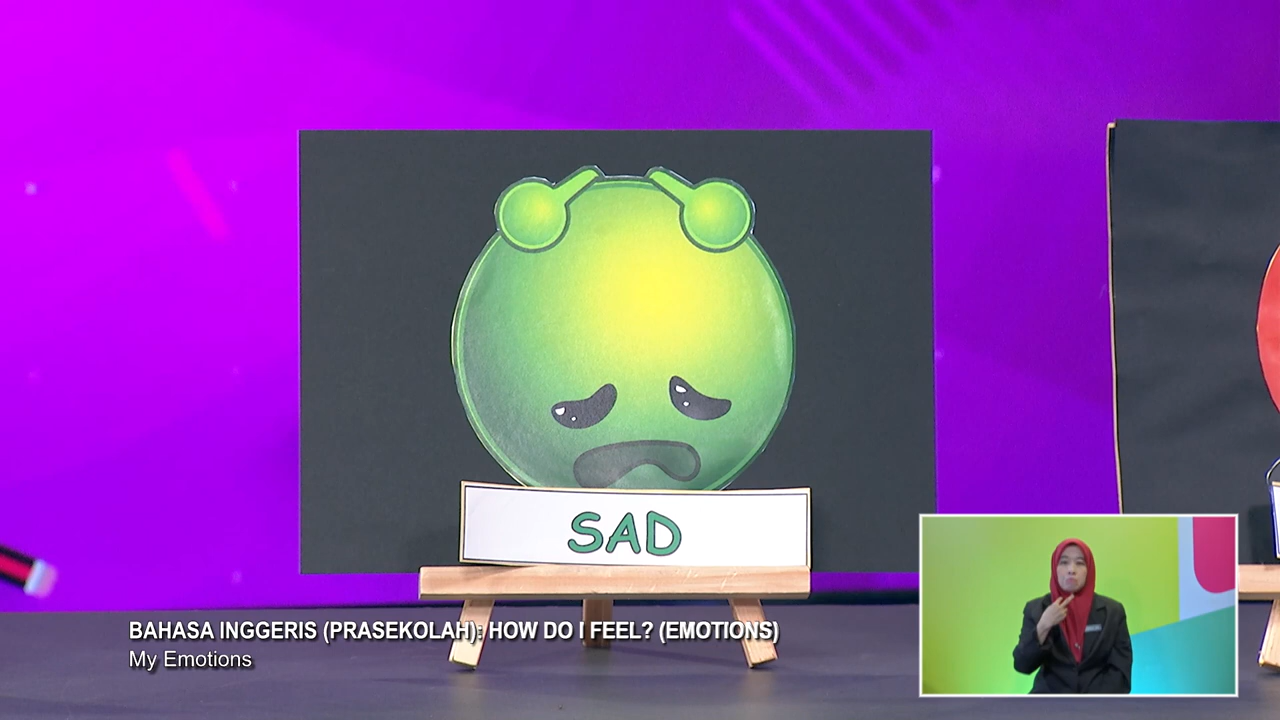 SAD
BAHASA INGGERIS (PRASEKOLAH): HOW DO I FEEL? (EMOTIONS)
My Emotions